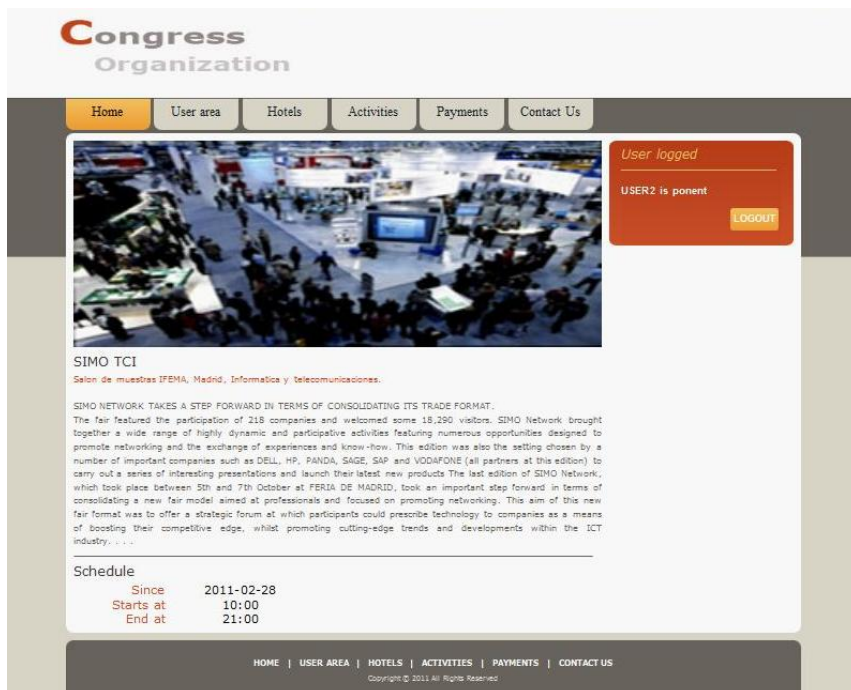 Congress
Organization
Home User area Hotels Activities Payments Contact Us
User logged
USER2 is ponent
LOGOUT
SIMO TCI
Salon de muestras IFEMA, Madrid, Informatica y telecomunicaciones.
SIMO NETWORK TAKES A STEP FORWARD IN TERMS OF CONSOLIDATING ITS TRADE FORMAT.
The fair featured the participation of 218 companies and welcomed some 18,290 visitors. SIMO Network brought
together a wide range of highly dynamic and participative activities featuring numerous opportunities designed to
promote networking and the exchange of experiences and know-how. This edition was also the setting chosen by a
number of important companies such as DELL, HP, PANDA, SAGE, SAP and VODAFONE (all partners at this edition) to
carry out a series of interesting presentations and launch their latest new products The last edition of SIMO Network,
which took place between 5th and 7th October at FERIA DE MADRID, took an important step forward in terms of
consolidating a new fair model aimed at professionals and focused on promoting networking. This aim of this new
fair format was to offer a strategic forum at which participants could prescribe technology to companies as a means
of boosting their competitive edge, whilst promoting cutting-edge trends and developments within the ICT
industry. . . .
Schedule
Since 2011-02-28
Starts at 10:00
End at 21:00
HOME | USER AREA | HOTELS | ACTIVITIES | PAYMENTS | CONTACT US
Copyright © 2011 All Rights Reserved